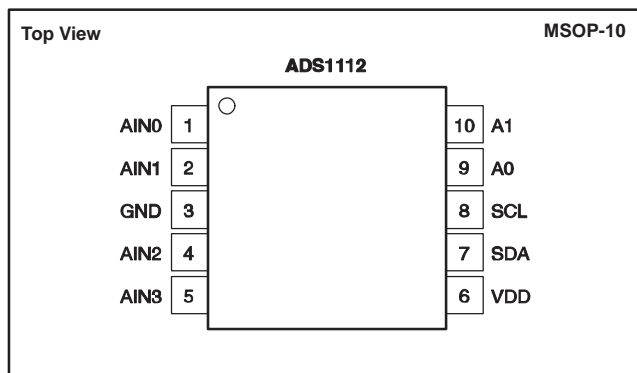 Top View MSOP-10
ADS1112
AIN0 1 10 A1
AIN1 2 9 A0
GND 3 8 SCL
AIN2 4 7 SDA
AIN3 5 6 VDD